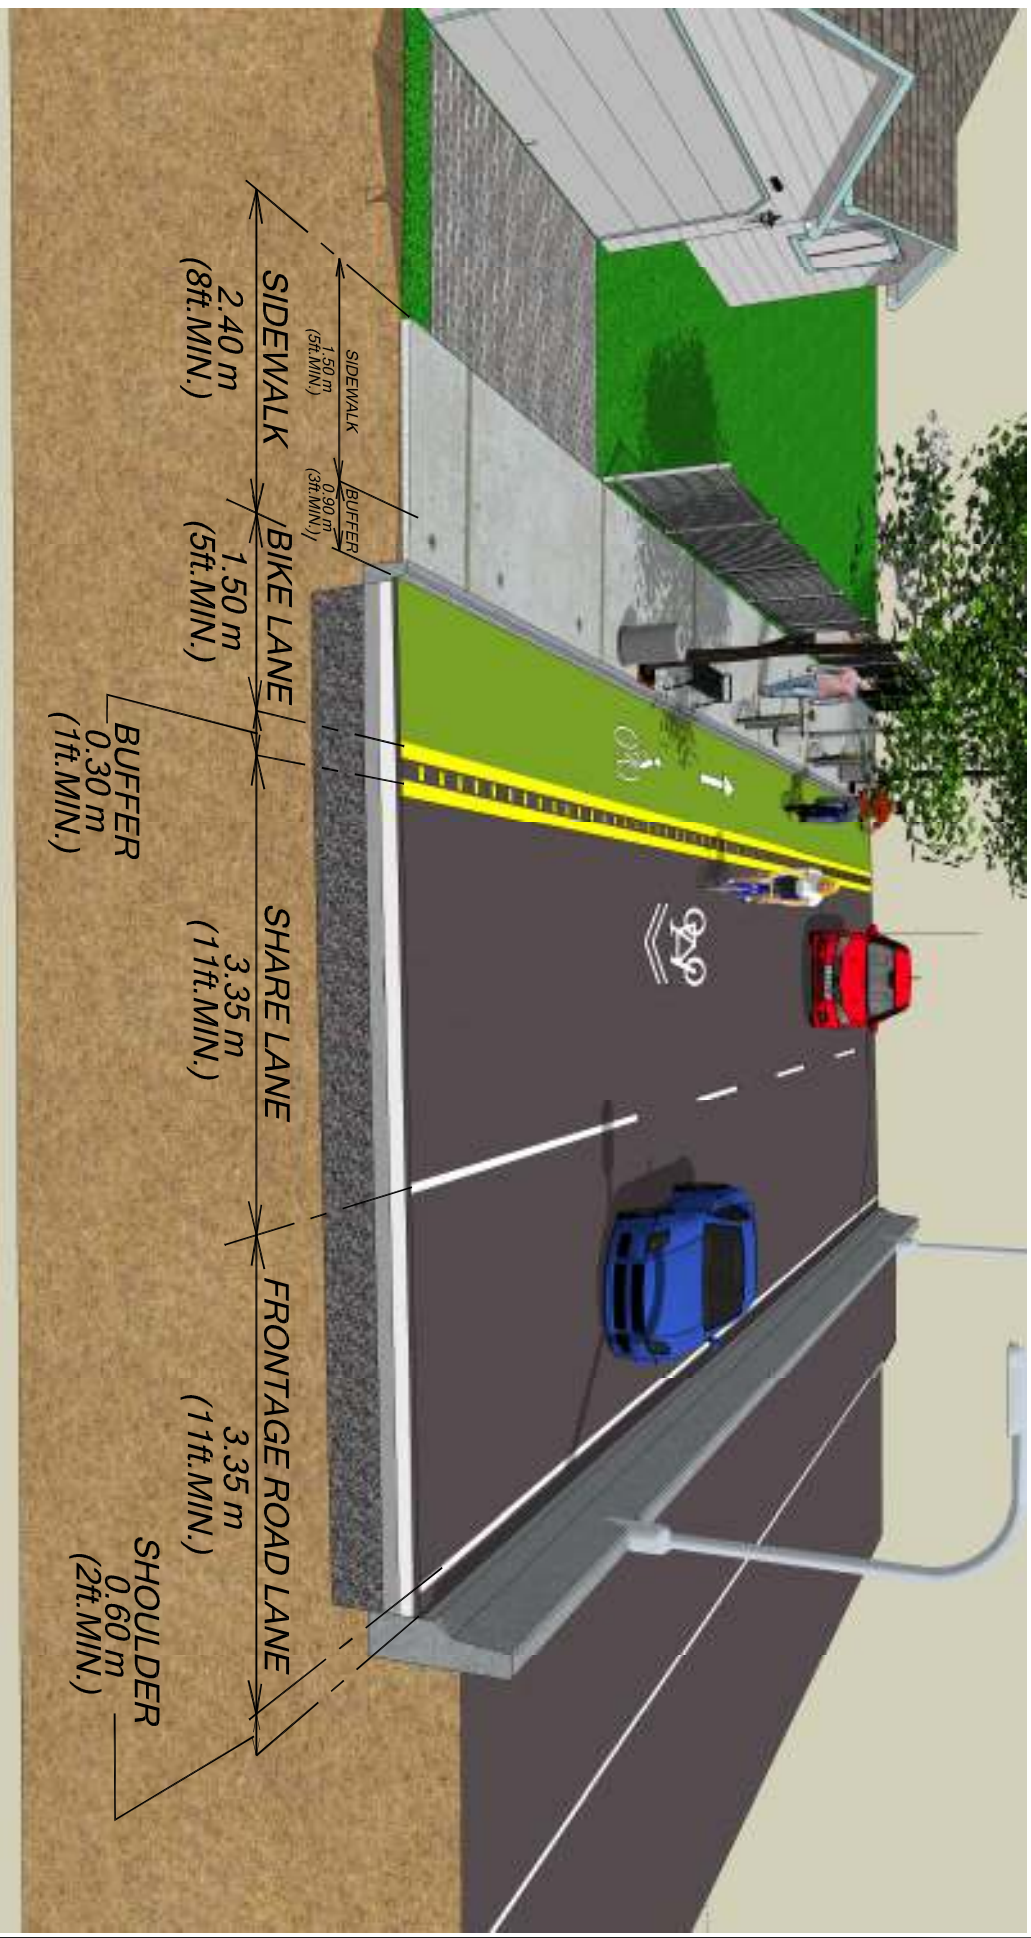 SIDEWALK
1.50 m
(5ft.MIN.)
BUFFER
0.90 m
(3ft.MIN.)
SIDEWALK
2.40 m
(8ft.MIN.)
BIKE LANE
1.50 m
(5ft.MIN.)
BUFFER
0.30 m
(1ft.MIN.)
SHARE LANE
3.35 m
(11ft.MIN.)
FRONTAGE ROAD LANE
3.35 m
(11ft.MIN.)
SHOULDER
0.60 m
(2ft.MIN.)